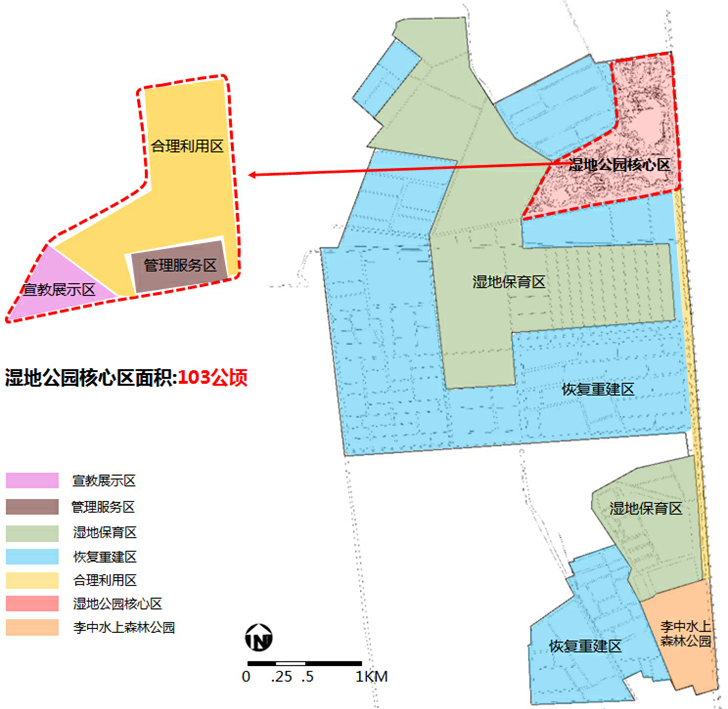 合理利用区
管理服务区
宣教展示区
湿地公园核心区
湿地保育区
恢复重建区
湿地公园核心区面积:103公顷
湿地保育区
李中水上
森林公园
恢复重建区
宣教展示区
管理服务区
湿地保育区
恢复重建区
合理利用区
湿地公园核心区
李中水上森林公园
N
0 .25 .5 1KM